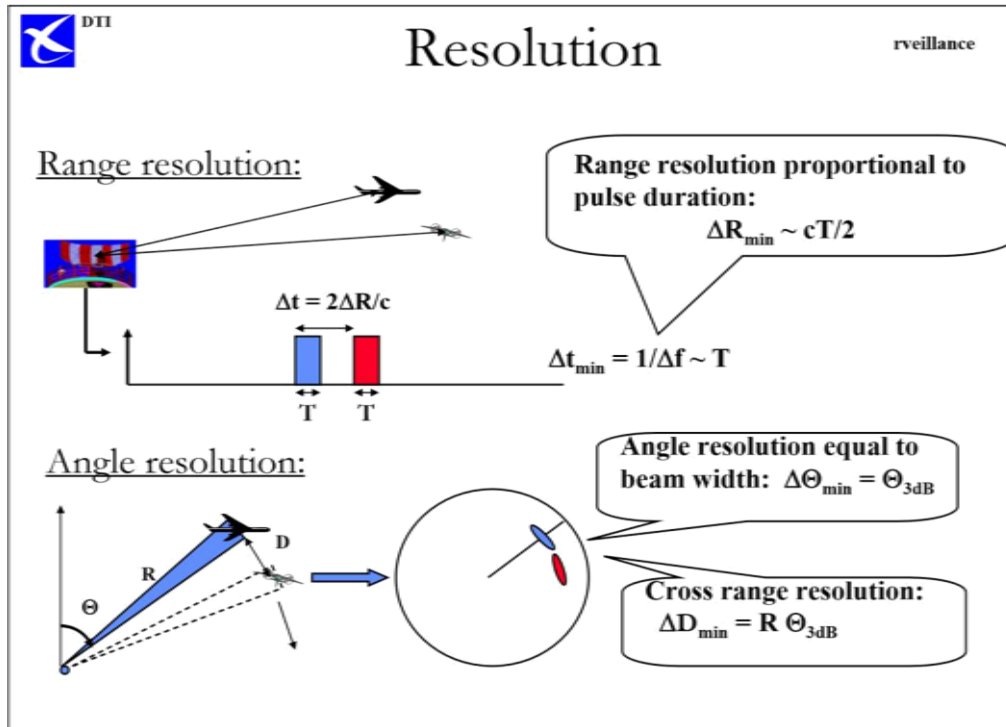 DTI
Resolution
rveillance
Range resolution:
Range resolution proportional to
pulse duration:
ΔRmin ~ cT/2
Δt = 2ΔR/c
Δtmin = 1/Δf ~ T
T T
Angle resolution:
Angle resolution equal to
beam width: ΔΘmin = Θ3dB
D
R
Θ
Cross range resolution:
ΔDmin = R Θ3dB